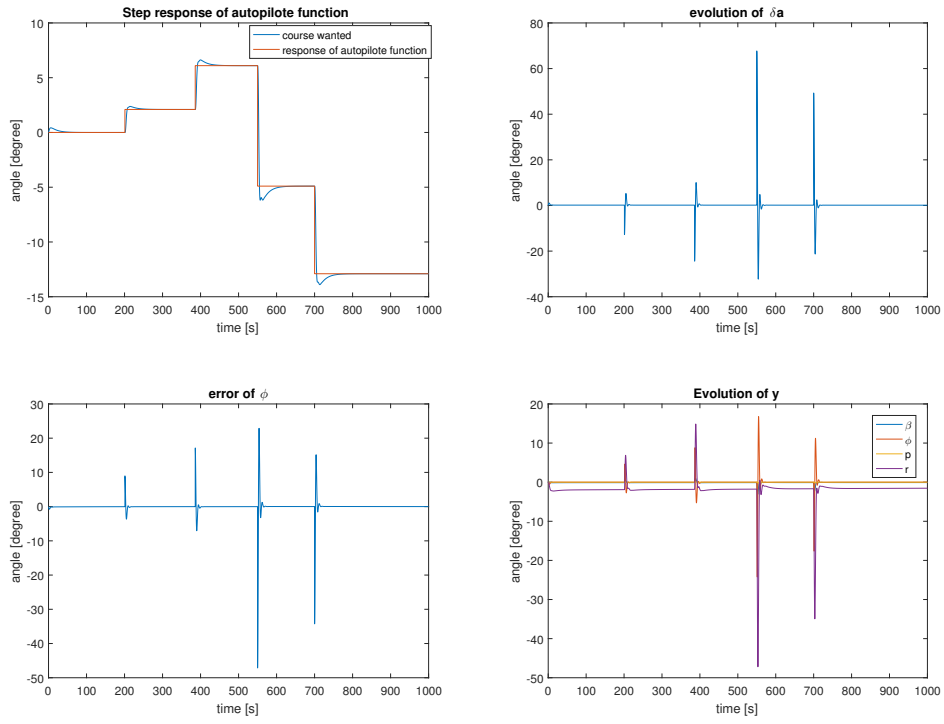 Step response of autopilote function
10
5
0
-5
-10
-15
angle [degree]
course wanted
response of autopilote function
0 100 200 300 400 500 600 700 800 900 1000
time [s]
evolution of δa
80
60
40
20
0
-20
-40
angle [degree]
0 100 200 300 400 500 600 700 800 900 1000
time [s]
error of ϕ
30
20
10
0
-10
-20
-30
-40
-50
angle [degree]
0 100 200 300 400 500 600 700 800 900 1000
time [s]
Evolution of y
20
10
0
-10
-20
-30
-40
-50
angle [degree]
β
ϕ
p
r
0 100 200 300 400 500 600 700 800 900 1000
time [s]